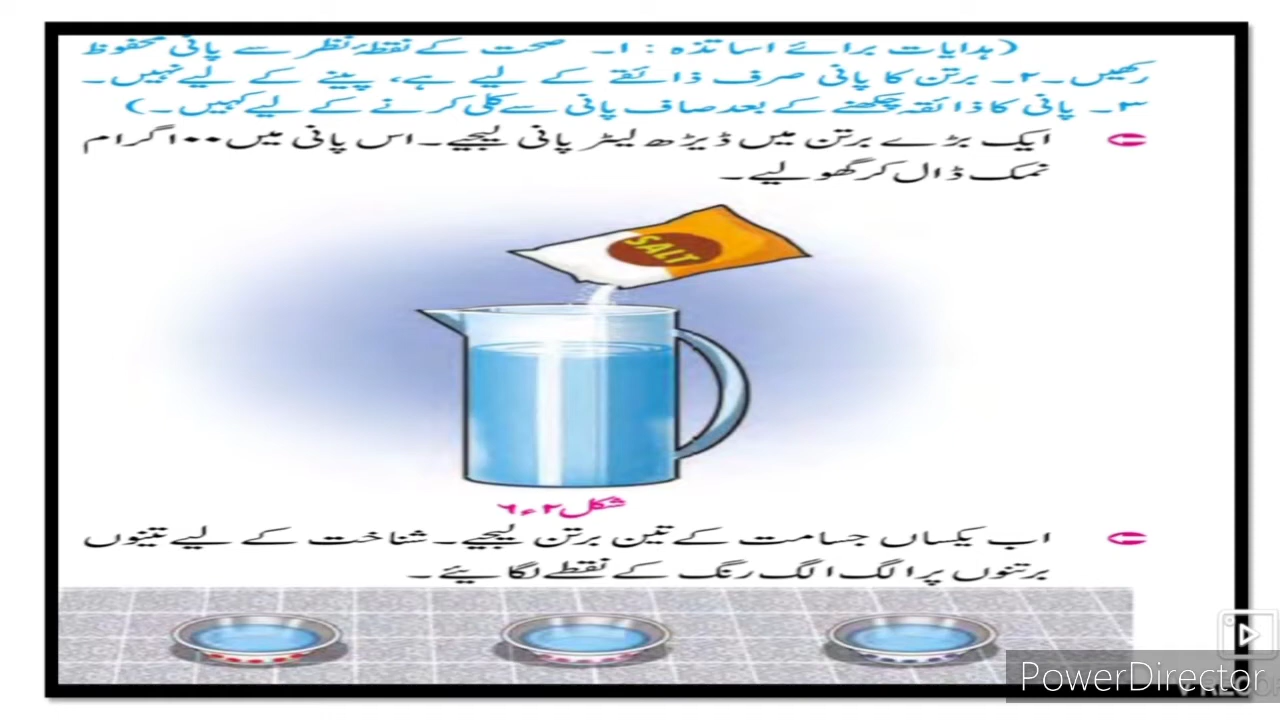 (ہدایات برائے اساتذہ : ۱۔ صحت کے نقطۂ نظر سے پانی محفوظ
رکھیں۔ ۲۔ برتن کا پانی صرف ذائقے کے لیے ہے، پینے کے لیے نہیں۔
۳۔ پانی کا ذائقہ چکھنے کے بعد صاف پانی سے کلی کرنے کے لیے کہیں۔)
ایک بڑے برتن میں ڈیڑھ لیٹر پانی لیجیے۔ اس پانی میں ۱۰۰ گرام
نمک ڈال کر گھولیے۔
SALT
شکل ۲ء۶
اب یکساں جسامت کے تین برتن لیجیے۔ شناخت کے لیے تینوں
برتنوں پر الگ الگ رنگ کے نقطے لگائیے۔
PowerDirector